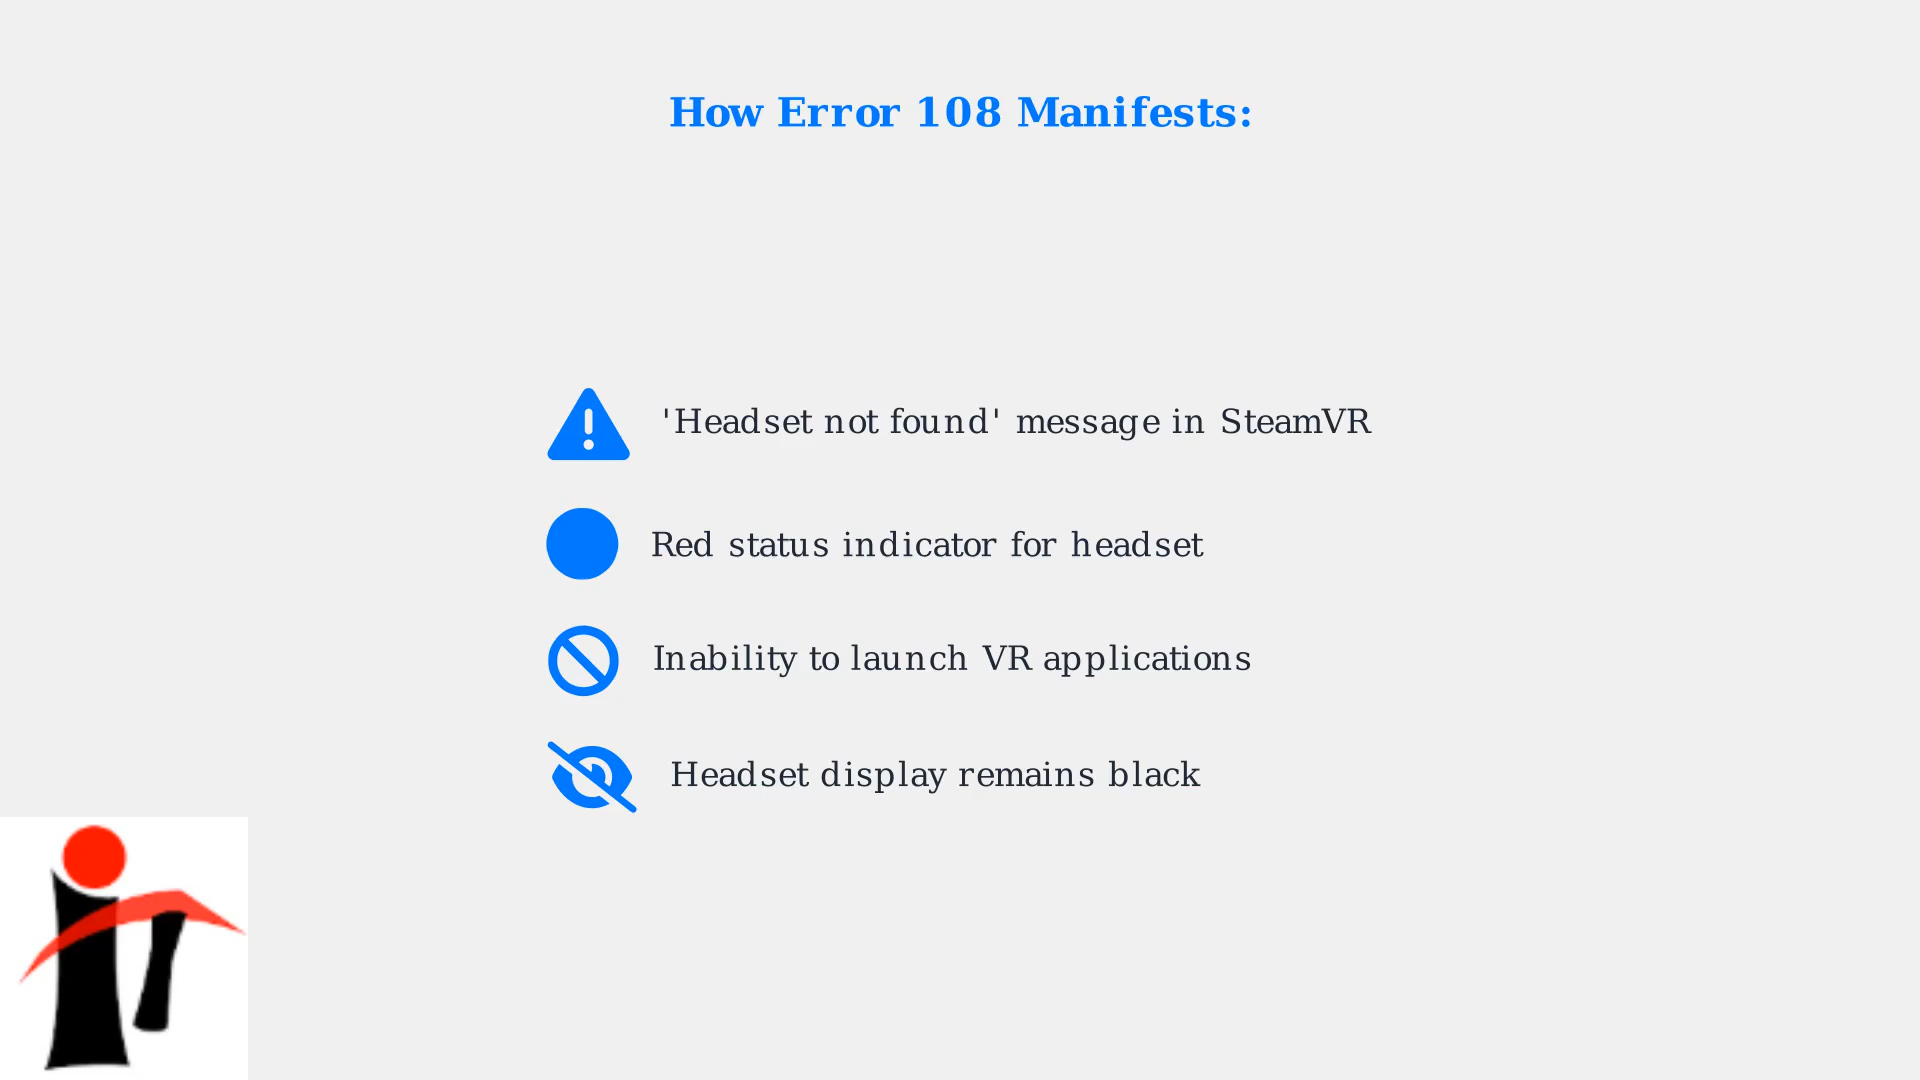 How Error 108 Manifests:
'Headset not found' message in SteamVR
Red status indicator for headset
Inability to launch VR applications
Headset display remains black